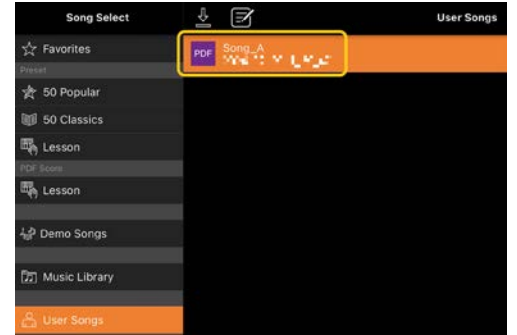 Song Select
User Songs
Favorites
Preset
50 Popular
50 Classics
Lesson
PDF Score
Lesson
Demo Songs
Music Library
User Songs
PDF
Song_A